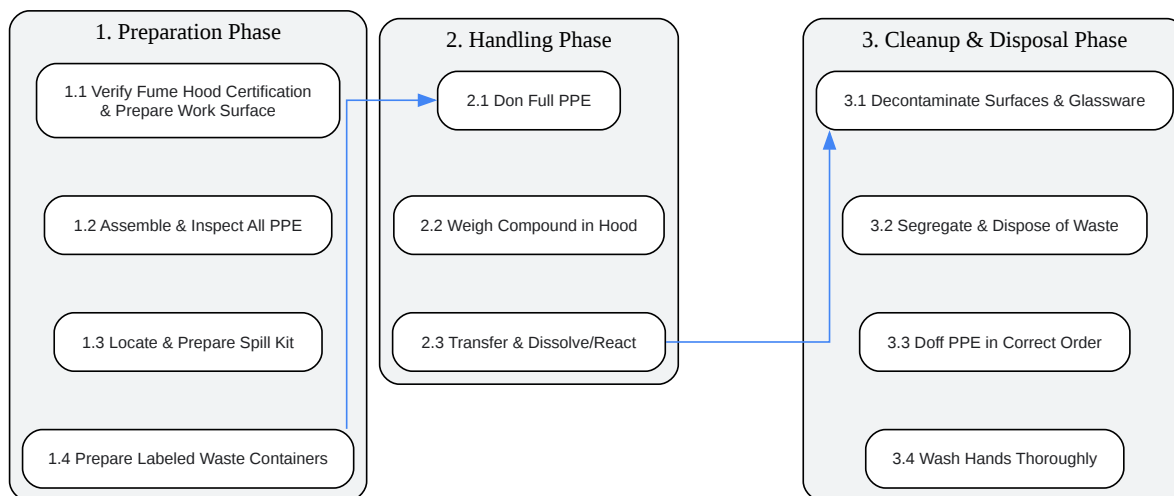 1. Preparation Phase
1.1 Verify Fume Hood Certification
& Prepare Work Surface
1.2 Assemble & Inspect All PPE
1.3 Locate & Prepare Spill Kit
1.4 Prepare Labeled Waste Containers
2. Handling Phase
2.1 Don Full PPE
2.2 Weigh Compound in Hood
2.3 Transfer & Dissolve/React
3. Cleanup & Disposal Phase
3.1 Decontaminate Surfaces & Glassware
3.2 Segregate & Dispose of Waste
3.3 Doff PPE in Correct Order
3.4 Wash Hands Thoroughly